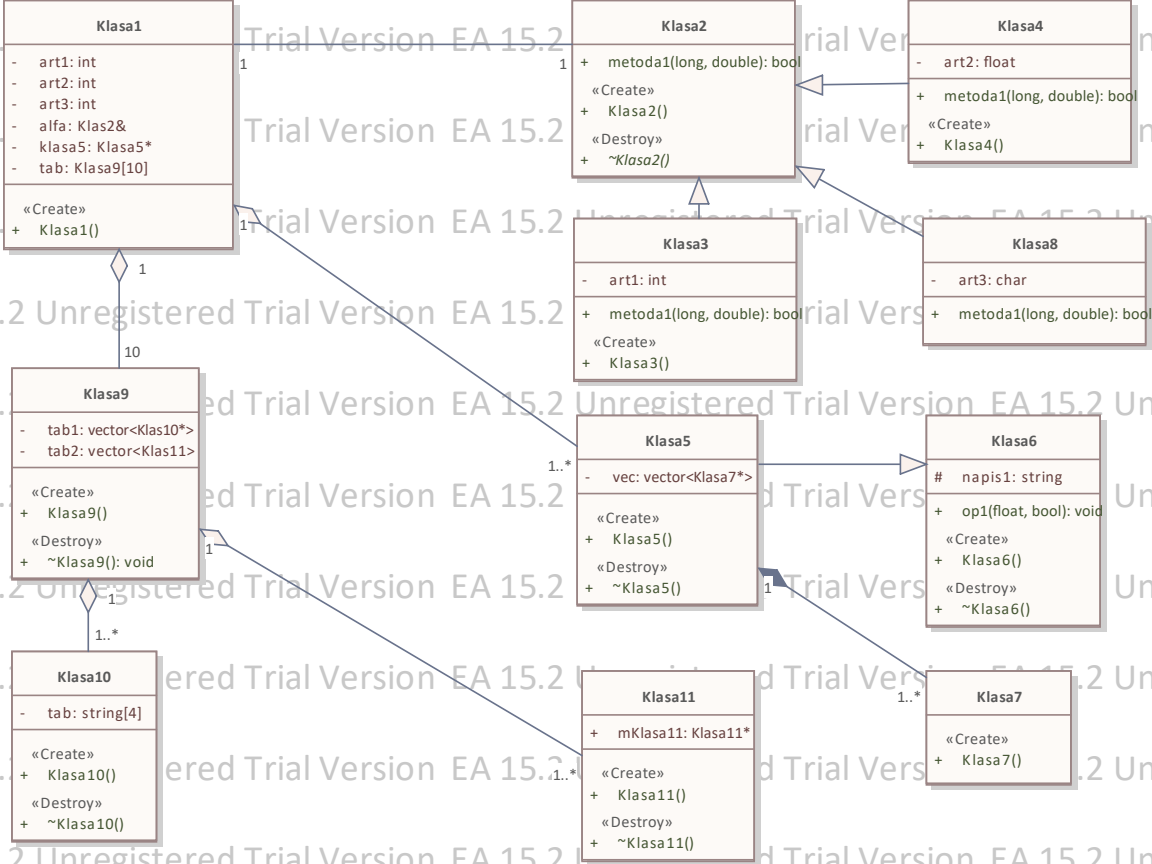 Klasa1
- art1: int
- art2: int
- art3: int
- alfa: Klas2&
- klasa5: Klasa5*
- tab: Klasa9[10]
«Create»
+ Klasa1()
1
1
Klasa2
+ metoda1(long, double): bool
«Create»
+ Klasa2()
«Destroy»
+ ~Klasa2()
Klasa4
- art2: float
+ metoda1(long, double): bool
«Create»
+ Klasa4()
Klasa3
- art1: int
+ metoda1(long, double): bool
«Create»
+ Klasa3()
Klasa8
- art3: char
+ metoda1(long, double): bool
1
1..*
1
10
Klasa9
- tab1: vector<Klas10*>
- tab2: vector<Klas11>
«Create»
+ Klasa9()
«Destroy»
+ ~Klasa9(): void
Klasa5
- vec: vector<Klasa7*>
«Create»
+ Klasa5()
«Destroy»
+ ~Klasa5()
Klasa6
# napis1: string
+ op1(float, bool): void
«Create»
+ Klasa6()
«Destroy»
+ ~Klasa6()
1
1..*
1
1..*
1
1..*
Klasa10
- tab: string[4]
«Create»
+ Klasa10()
«Destroy»
+ ~Klasa10()
Klasa11
+ mKlasa11: Klasa11*
«Create»
+ Klasa11()
«Destroy»
+ ~Klasa11()
Klasa7
«Create»
+ Klasa7()
Trial Version EA 15.2
Unregistered Trial Version EA 15.2 Unregistered Trial Version